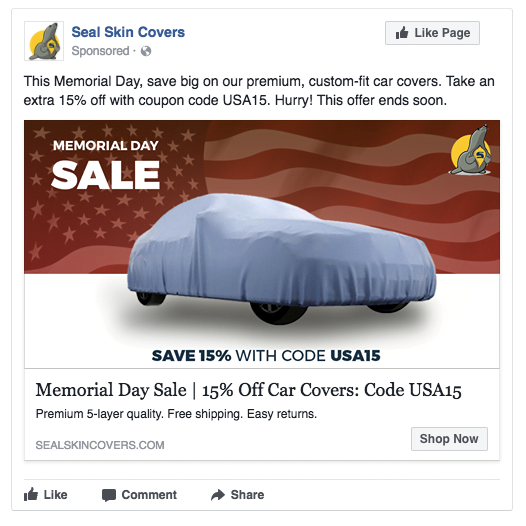 Seal Skin Covers
Sponsored ·
Like Page
This Memorial Day, save big on our premium, custom-fit car covers. Take an
extra 15% off with coupon code USA15. Hurry! This offer ends soon.
MEMORIAL DAY
SALE
SAVE 15% WITH CODE USA15
Memorial Day Sale | 15% Off Car Covers: Code USA15
Premium 5-layer quality. Free shipping. Easy returns.
SEALSKINCOVERS.COM
Shop Now
Like Comment Share